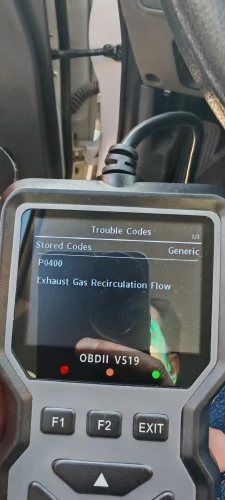 Trouble Codes
1/1
Stored Codes Generic
P0400
Exhaust Gas Recirculation Flow
OBDII V519
F1 F2 EXIT